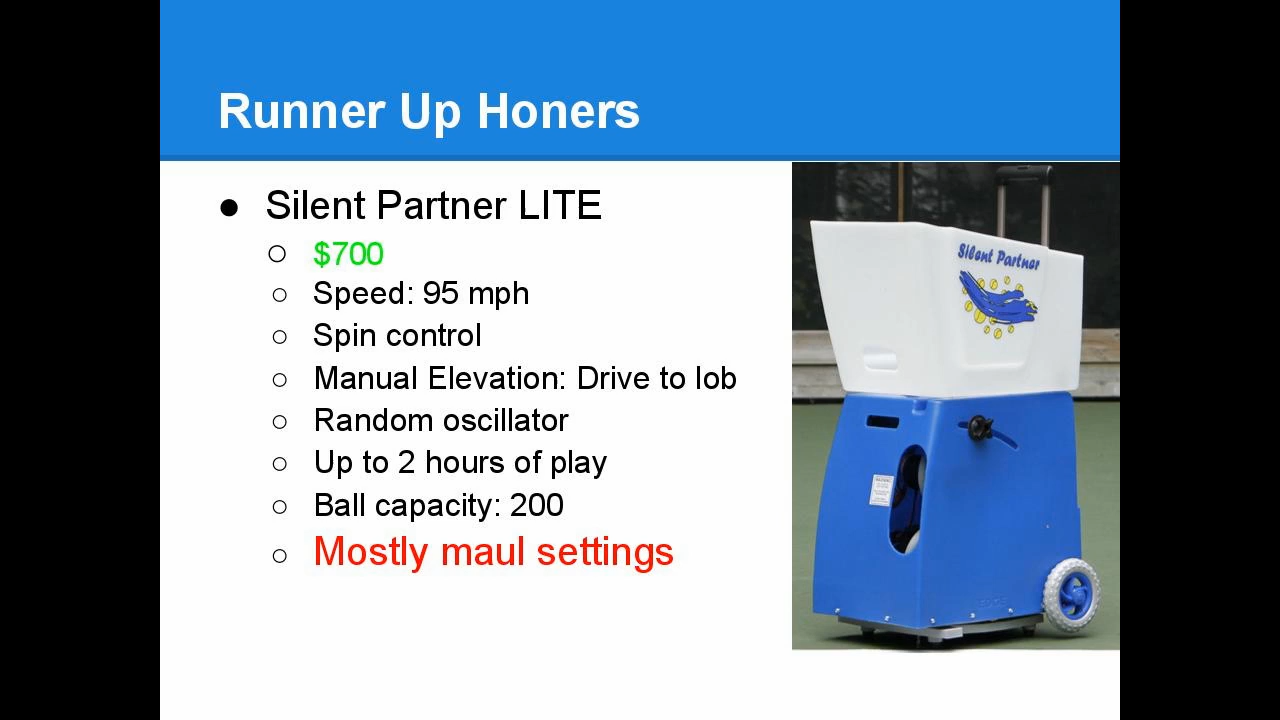 Runner Up Honers
● Silent Partner LITE
○ $700
○ Speed: 95 mph
○ Spin control
○ Manual Elevation: Drive to lob
○ Random oscillator
○ Up to 2 hours of play
○ Ball capacity: 200
○ Mostly maul settings
Silent Partner